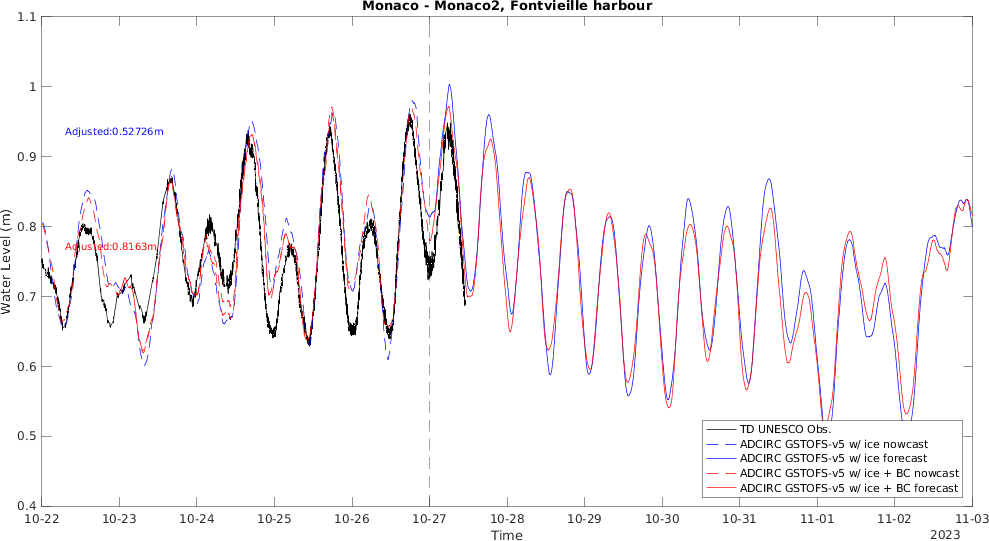 Monaco - Monaco2, Fontvieille harbour
1.1
1
0.9
0.8
0.7
0.6
0.5
0.4
Water Level (m)
Adjusted:0.52726m
Adjusted:0.8163m
TD UNESCO Obs.
ADCIRC GSTOFS-v5 w/ ice nowcast
ADCIRC GSTOFS-v5 w/ ice forecast
ADCIRC GSTOFS-v5 w/ ice + BC nowcast
ADCIRC GSTOFS-v5 w/ ice + BC forecast
10-22 10-23 10-24 10-25 10-26 10-27 10-28 10-29 10-30 10-31 11-01 11-02 11-03
Time
2023